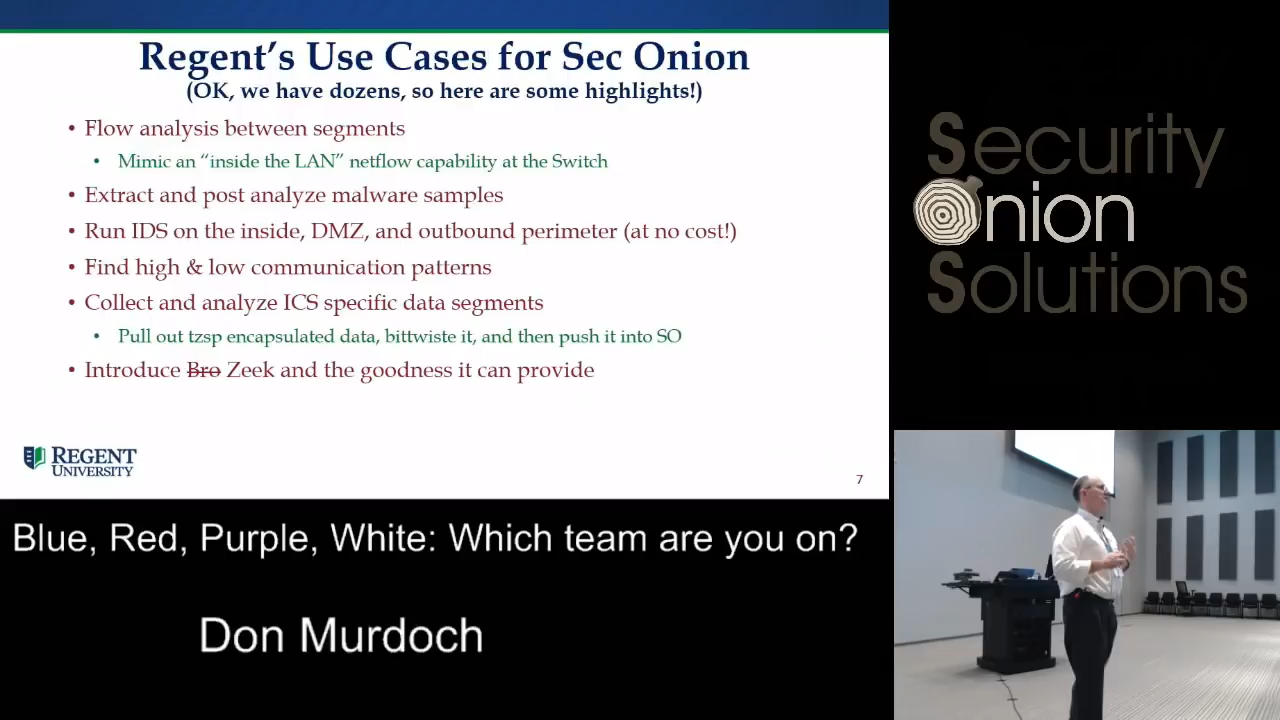 Regent’s Use Cases for Sec Onion
(OK, we have dozens, so here are some highlights!)
• Flow analysis between segments
• Mimic an “inside the LAN” netflow capability at the Switch
• Extract and post analyze malware samples
• Run IDS on the inside, DMZ, and outbound perimeter (at no cost!)
• Find high & low communication patterns
• Collect and analyze ICS specific data segments
• Pull out tzsp encapsulated data, bittwiste it, and then push it into SO
• Introduce Bro Zeek and the goodness it can provide
REGENT
UNIVERSITY
7
Security
Onion
Solutions
Blue, Red, Purple, White: Which team are you on?
Don Murdoch